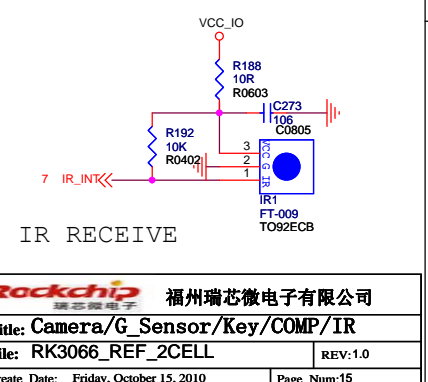 VCC_IO
R188
10R
R0603
C273
106
C0805
R192
10K
R0402
3
2
1
VCC
G
IR
7 IR_INT
IR1
FT-009
TO92ECB
IR RECEIVE
Rockchip
瑞芯微电子
福州瑞芯微电子有限公司
itle: Camera/G_Sensor/Key/COMP/IR
ile: RK3066_REF_2CELL
REV:1.0
reate Date: Friday, October 15, 2010
Page Num:15